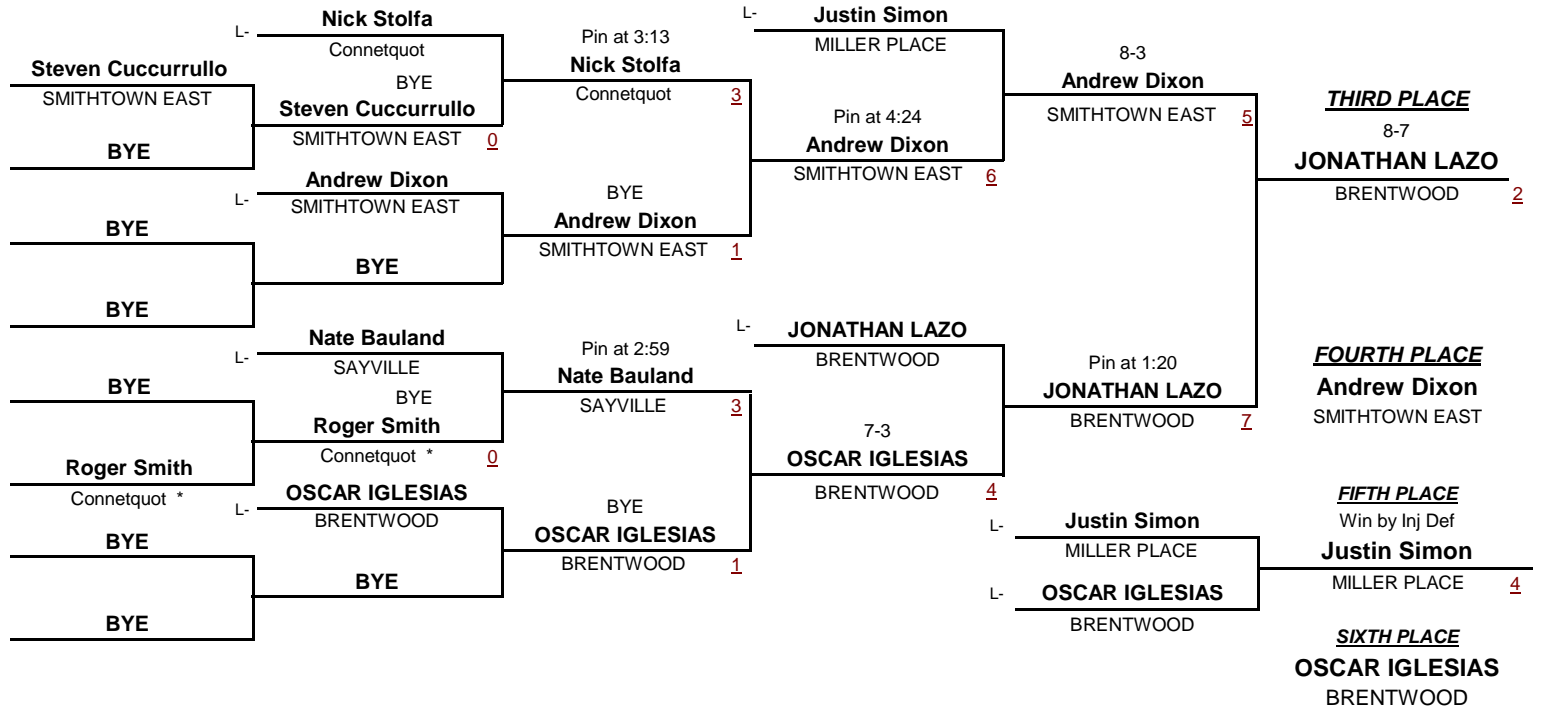 Steven Cuccurrullo
SMITHTOWN EAST
BYE
BYE
BYE
BYE
Roger Smith
Connetquot *
BYE
BYE
L-
Nick Stolfa
Connetquot
BYE
Steven Cuccurrullo
SMITHTOWN EAST 0
L-
Andrew Dixon
SMITHTOWN EAST
BYE
L-
Nate Bauland
SAYVILLE
BYE
Roger Smith
Connetquot * 0
L-
OSCAR IGLESIAS
BRENTWOOD
BYE
Pin at 3:13
Nick Stolfa
Connetquot 3
BYE
Andrew Dixon
SMITHTOWN EAST 1
Pin at 2:59
Nate Bauland
SAYVILLE 3
BYE
OSCAR IGLESIAS
BRENTWOOD 1
L-
Justin Simon
MILLER PLACE
Pin at 4:24
Andrew Dixon
SMITHTOWN EAST 6
L-
JONATHAN LAZO
BRENTWOOD
7-3
OSCAR IGLESIAS
BRENTWOOD 4
8-3
Andrew Dixon
SMITHTOWN EAST 5
Pin at 1:20
JONATHAN LAZO
BRENTWOOD 7
L-
Justin Simon
MILLER PLACE
L-
OSCAR IGLESIAS
BRENTWOOD
THIRD PLACE
8-7
JONATHAN LAZO
BRENTWOOD 2
FOURTH PLACE
Andrew Dixon
SMITHTOWN EAST
FIFTH PLACE
Win by Inj Def
Justin Simon
MILLER PLACE 4
SIXTH PLACE
OSCAR IGLESIAS
BRENTWOOD